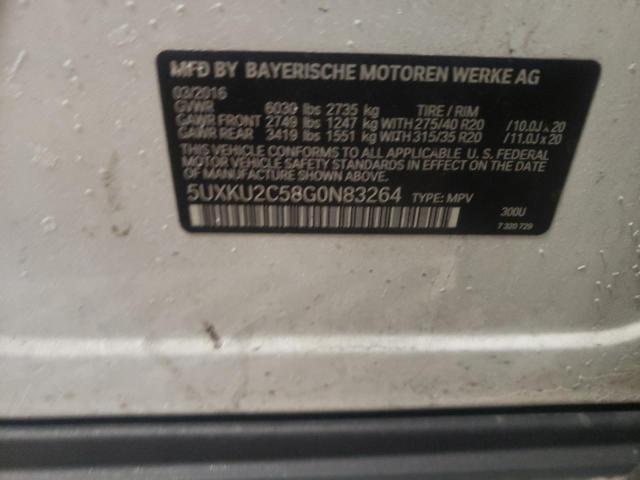 MFD BY BAYERISCHE MOTOREN WERKE AG
03/2016
GVWR 6030 lbs 2735 kg TIRE / RIM
GAWR FRONT 2749 lbs 1247 kg WITH 275/40 R20 /10.0J x 20
GAWR REAR 3419 lbs 1551 kg WITH 315/35 R20 /11.0J x 20
THIS VEHICLE CONFORMS TO ALL APPLICABLE U. S. FEDERAL
MOTOR VEHICLE SAFETY STANDARDS IN EFFECT ON THE DATE
OF MANUFACTURE SHOWN ABOVE.
5UXKU2C58G0N83264 TYPE: MPV
300U
7 320 729